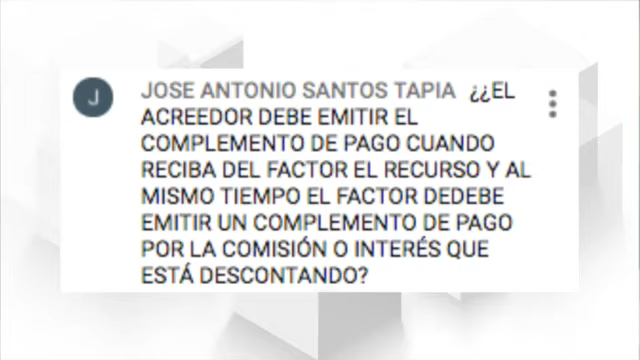 J
JOSE ANTONIO SANTOS TAPIA ¿¿EL
ACREEDOR DEBE EMITIR EL
COMPLEMENTO DE PAGO CUANDO
RECIBA DEL FACTOR EL RECURSO Y AL
MISMO TIEMPO EL FACTOR DEDEBE
EMITIR UN COMPLEMENTO DE PAGO
POR LA COMISIÓN O INTERÉS QUE
ESTÁ DESCONTANDO?